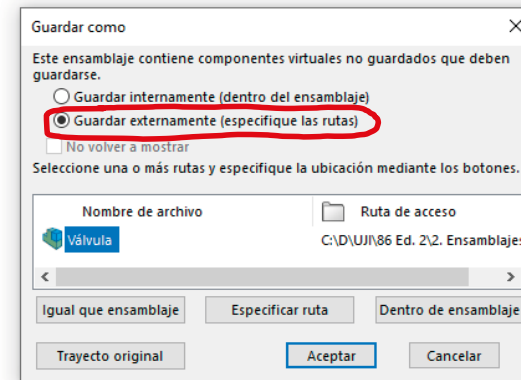 Guardar como
Este ensamblaje contiene componentes virtuales no guardados que deben
guardarse.
Guardar internamente (dentro del ensamblaje)
Guardar externamente (especifique las rutas)
No volver a mostrar
Seleccione una o más rutas y especifique la ubicación mediante los botones.
Nombre de archivo Ruta de acceso
Válvula C:\D\UJI\86 Ed. 2\2. Ensamblajes
Igual que ensamblaje Especificar ruta Dentro de ensamblaje
Trayecto original Aceptar Cancelar